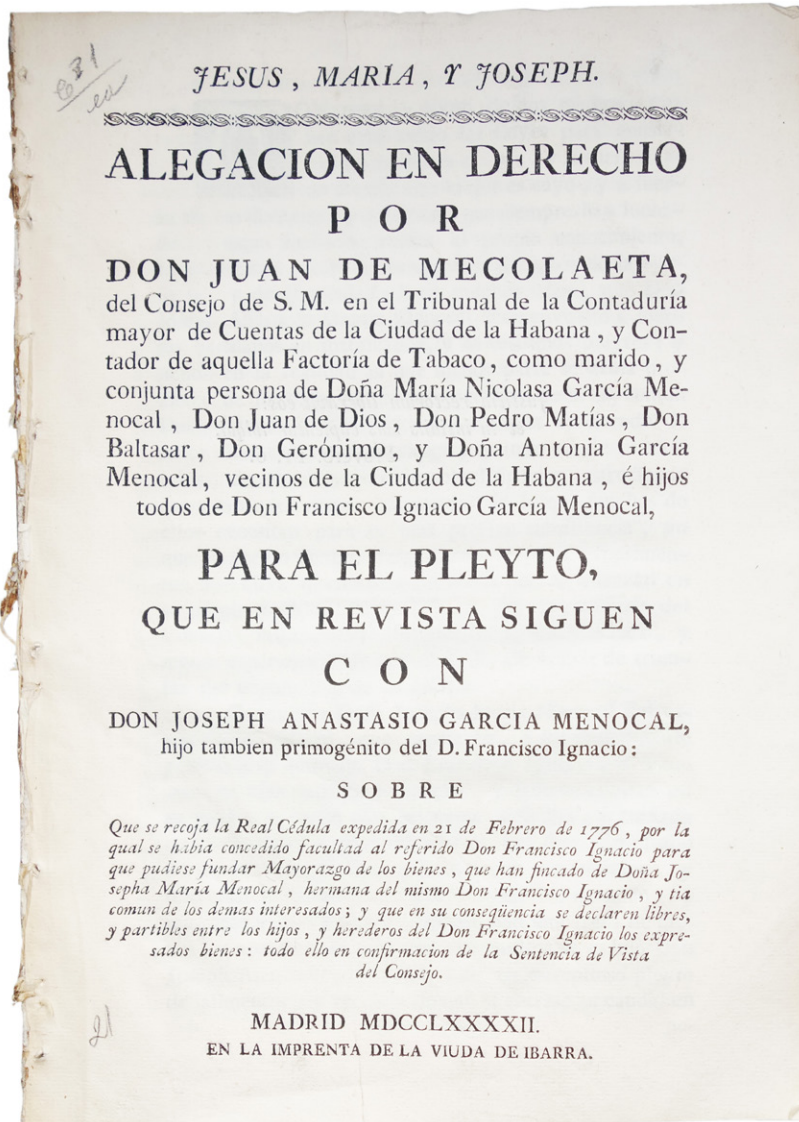 31
JESUS, MARIA, Y JOSEPH.
ALEGACION EN DERECHO
POR
DON JUAN DE MECOLAETA,
del Consejo de S. M. en el Tribunal de la Contaduría
mayor de Cuentas de la Ciudad de la Habana, y Con-
tador de aquella Factoría de Tabaco, como marido, y
conjunta persona de Doña María Nicolasa García Me-
nocal, Don Juan de Dios, Don Pedro Matías, Don
Baltasar, Don Gerónimo, y Doña Antonia García
Menocal, vecinos de la Ciudad de la Habana, é hijos
todos de Don Francisco Ignacio García Menocal,
PARA EL PLEYTO,
QUE EN REVISTA SIGUEN
CON
DON JOSEPH ANASTASIO GARCIA MENOCAL,
hijo tambien primogénito del D. Francisco Ignacio:
SOBRE
Que se recoja la Real Cédula expedida en 21 de Febrero de 1776, por la
qual se habia concedido facultad al referido Don Francisco Ignacio para
que pudiese fundar Mayorazgo de los bienes, que han fincado de Doña Jo-
sepha María Menocal, hermana del mismo Don Francisco Ignacio, y tia
comun de los demas interesados; y que en su conseqüencia se declaren libres,
y partibles entre los hijos, y herederos del Don Francisco Ignacio los expre-
sados bienes: todo ello en confirmacion de la Sentencia de Vista
del Consejo.
21
MADRID MDCCLXXXXII.
EN LA IMPRENTA DE LA VIUDA DE IBARRA.